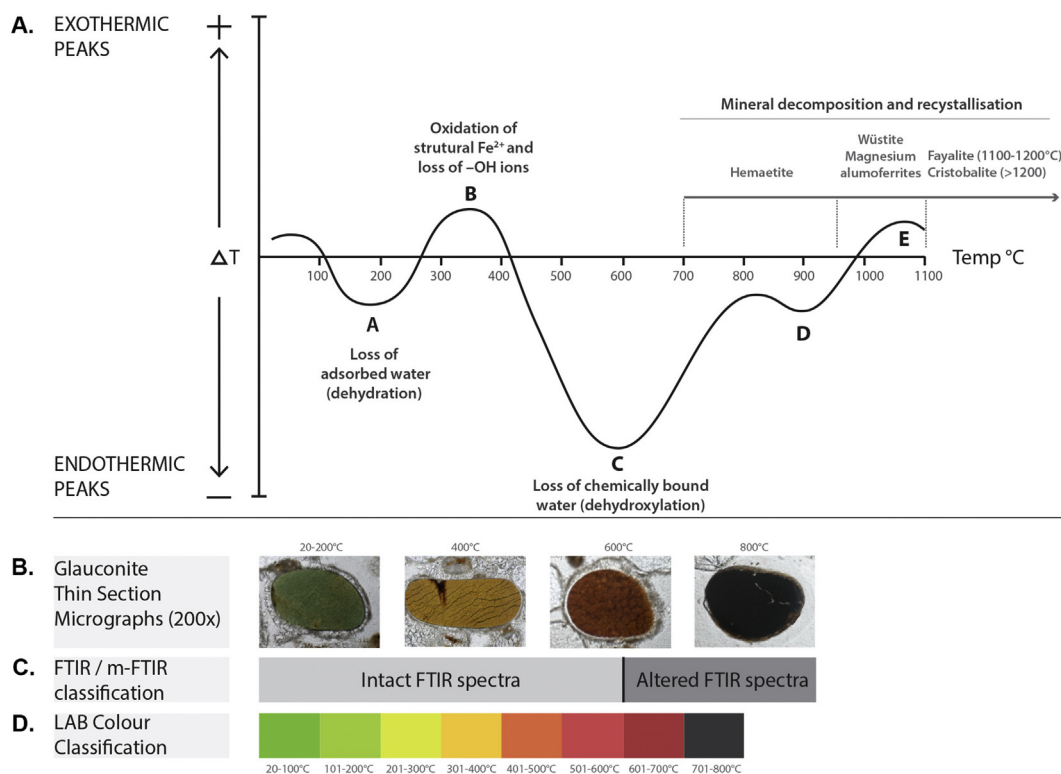 A.
EXOTHERMIC
PEAKS
+
Mineral decomposition and recystallisation
Oxidation of
strutural Fe²⁺ and
loss of –OH ions
Wüstite
Magnesium
alumoferrites
Hemaetite
Fayalite (1100-1200°C)
Cristobalite (>1200)
B
E
ΔT
100 200 300 400 500 600 700 800 900 1000 1100
Temp °C
A
D
Loss of
adsorbed water
(dehydration)
ENDOTHERMIC
PEAKS
–
C
Loss of chemically bound
water (dehydroxylation)
20-200°C 400°C 600°C 800°C
B.
Glauconite
Thin Section
Micrographs (200x)
C.
FTIR / m-FTIR
classification
Intact FTIR spectra
Altered FTIR spectra
D.
LAB Colour
Classification
20-100°C 101-200°C 201-300°C 301-400°C 401-500°C 501-600°C 601-700°C 701-800°C